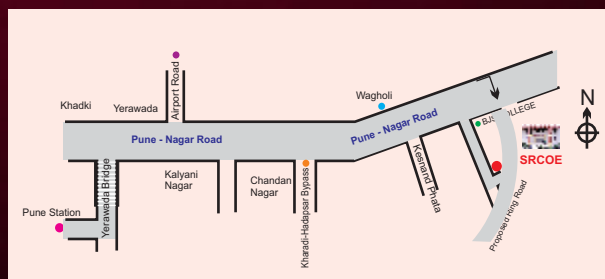 Khadki
Yerawada
Airport Road
Wagholi
Pune - Nagar Road
Pune - Nagar Road
BJS COLLEGE
N
SRCOE
Kalyani
Nagar
Chandan
Nagar
Kharadi-Hadapsar Bypass
Kesnand Phata
Proposed Ring Road
Yerawada Bridge
Pune Station